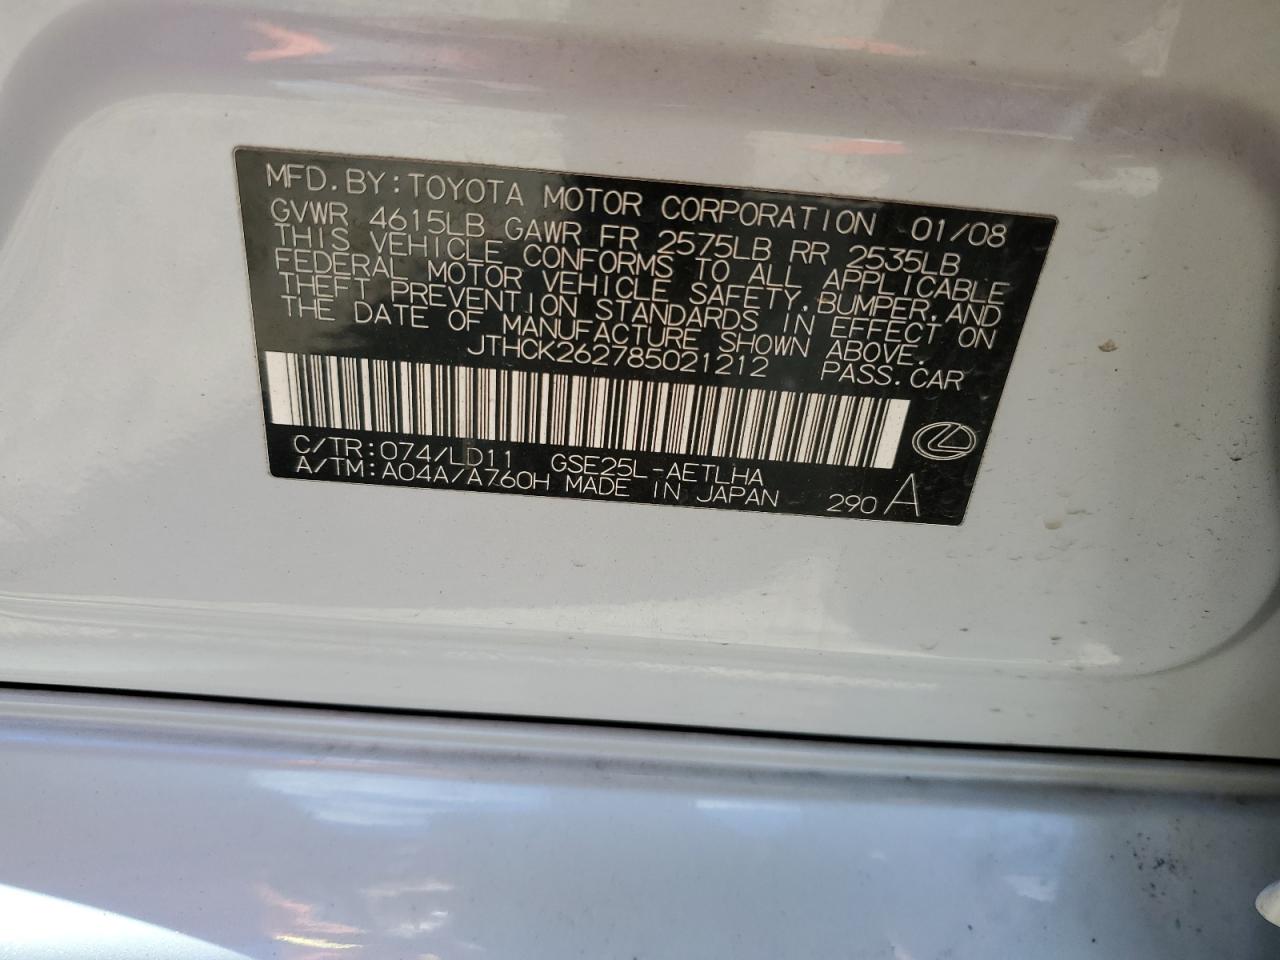 MFD.BY:TOYOTA MOTOR CORPORATION 01/08
GVWR 4615LB GAWR FR 2575LB RR 2535LB
THIS VEHICLE CONFORMS TO ALL APPLICABLE
FEDERAL MOTOR VEHICLE SAFETY,BUMPER,AND
THEFT PREVENTION STANDARDS IN EFFECT ON
THE DATE OF MANUFACTURE SHOWN ABOVE.
JTHCK262785021212 PASS.CAR
C/TR:074/LD11 GSE25L-AETLHA
A/TM:A04A/A760H MADE IN JAPAN 290 A